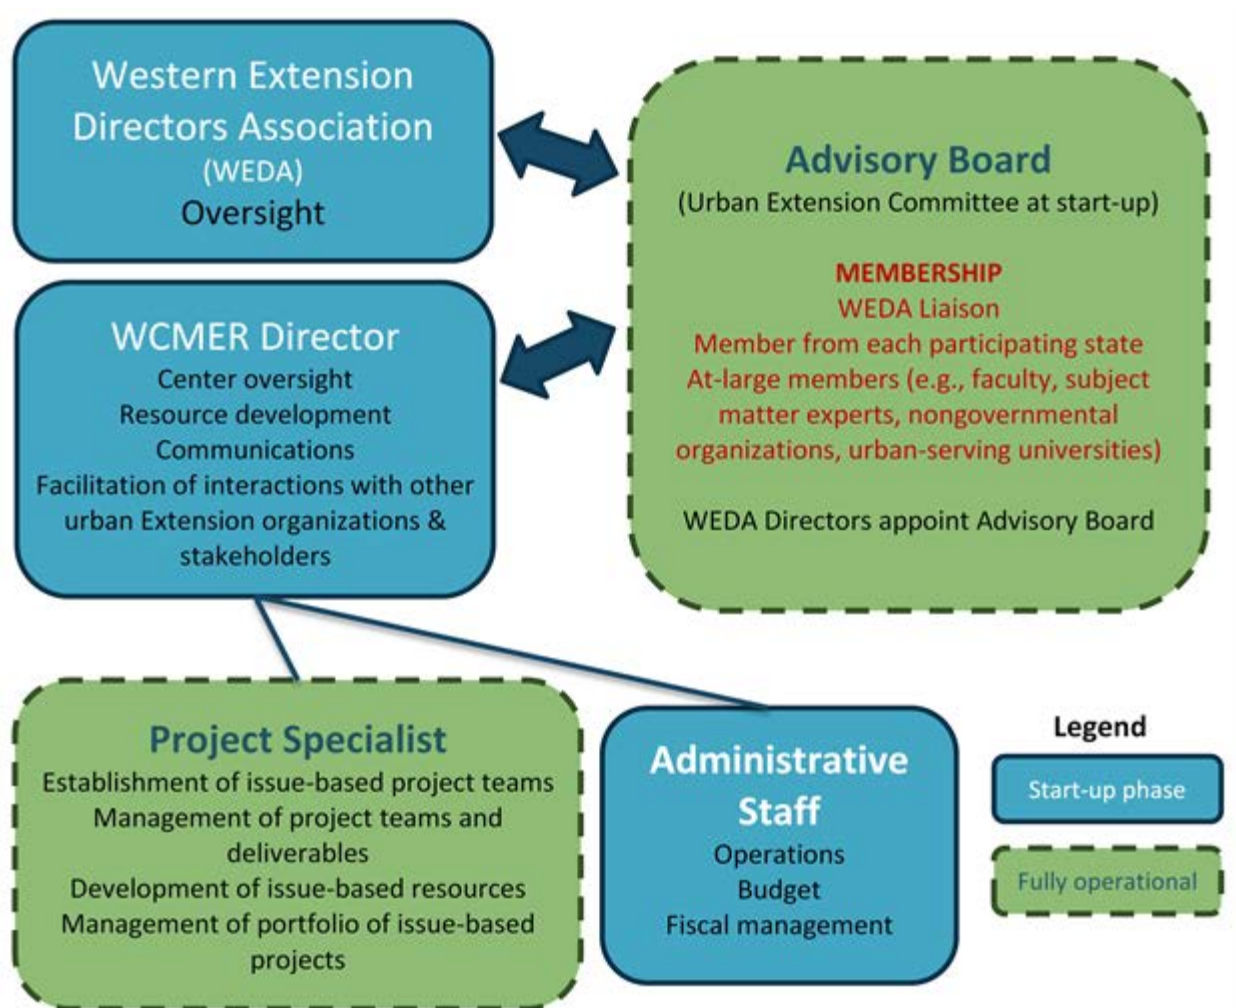 Western Extension
Directors Association
(WEDA)
Oversight
WCMER Director
Center oversight
Resource development
Communications
Facilitation of interactions with other
urban Extension organizations &
stakeholders
Advisory Board
(Urban Extension Committee at start-up)
MEMBERSHIP
WEDA Liaison
Member from each participating state
At-large members (e.g., faculty, subject
matter experts, nongovernmental
organizations, urban-serving universities)
WEDA Directors appoint Advisory Board
Project Specialist
Establishment of issue-based project teams
Management of project teams and
deliverables
Development of issue-based resources
Management of portfolio of issue-based
projects
Administrative
Staff
Operations
Budget
Fiscal management
Legend
Start-up phase
Fully operational